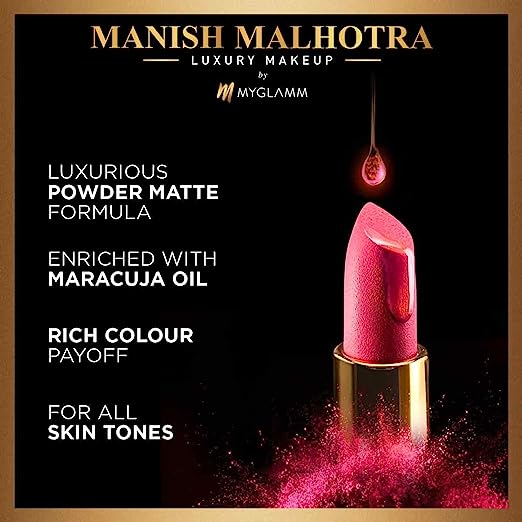 MANISH MALHOTRA
LUXURY MAKEUP
by
MYGLAMM
LUXURIOUS
POWDER MATTE
FORMULA
ENRICHED WITH
MARACUJA OIL
RICH COLOUR
PAYOFF
FOR ALL
SKIN TONES